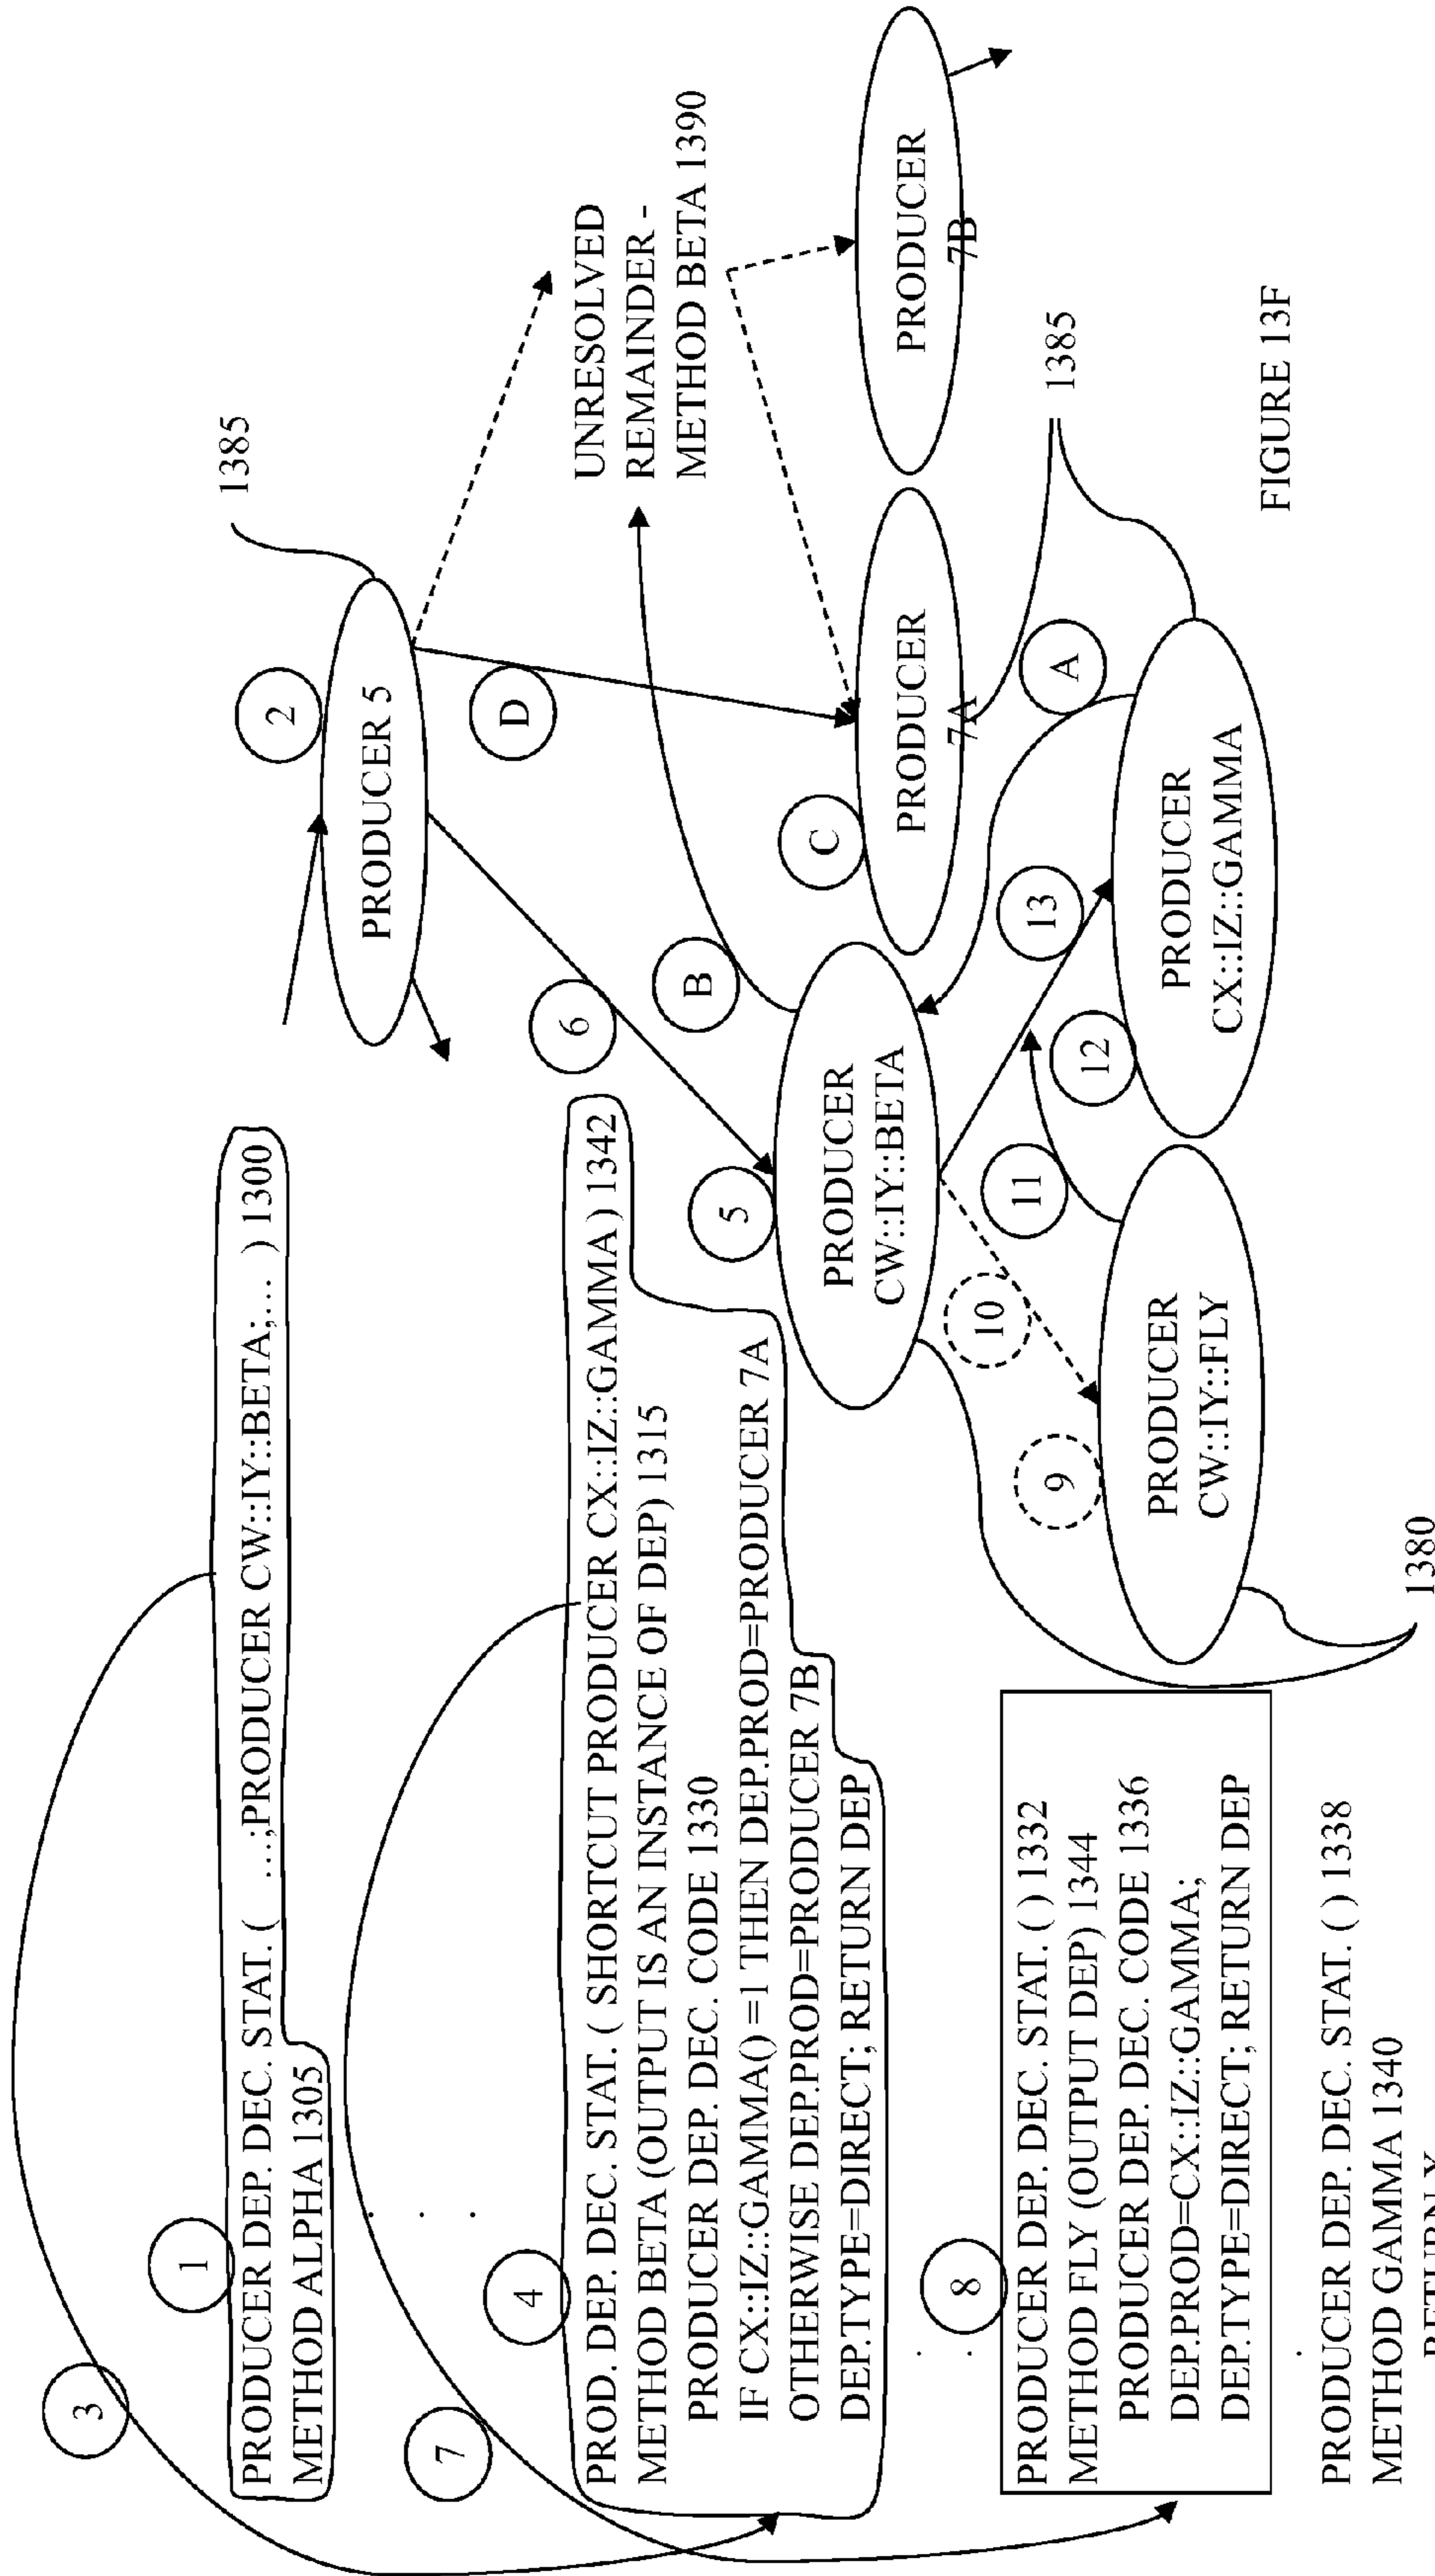 3
1
PRODUCER DEP. DEC. STAT. ( ...;PRODUCER CW::IY::BETA;... ) 1300
METHOD ALPHA 1305
7
4
PROD. DEP. DEC. STAT. ( SHORTCUT PRODUCER CX::IZ::GAMMA ) 1342
METHOD BETA (OUTPUT IS AN INSTANCE OF DEP) 1315
PRODUCER DEP. DEC. CODE 1330
IF CX::IZ::GAMMA() =1 THEN DEP.PROD=PRODUCER 7A
OTHERWISE DEP.PROD=PRODUCER 7B
DEP.TYPE=DIRECT; RETURN DEP
8
PRODUCER DEP. DEC. STAT. ( ) 1332
METHOD FLY (OUTPUT DEP) 1344
PRODUCER DEP. DEC. CODE 1336
DEP.PROD=CX::IZ::GAMMA;
DEP.TYPE=DIRECT; RETURN DEP
PRODUCER DEP. DEC. STAT. ( ) 1338
METHOD GAMMA 1340
1385
2
PRODUCER 5
D
6
UNRESOLVED
REMAINDER -
METHOD BETA 1390
B
5
C
PRODUCER
7A
PRODUCER
7B
PRODUCER
CW::IY::BETA
10
11
13
A
1385
9
12
PRODUCER
CW::IY::FLY
PRODUCER
CX::IZ::GAMMA
1380
FIGURE 13F